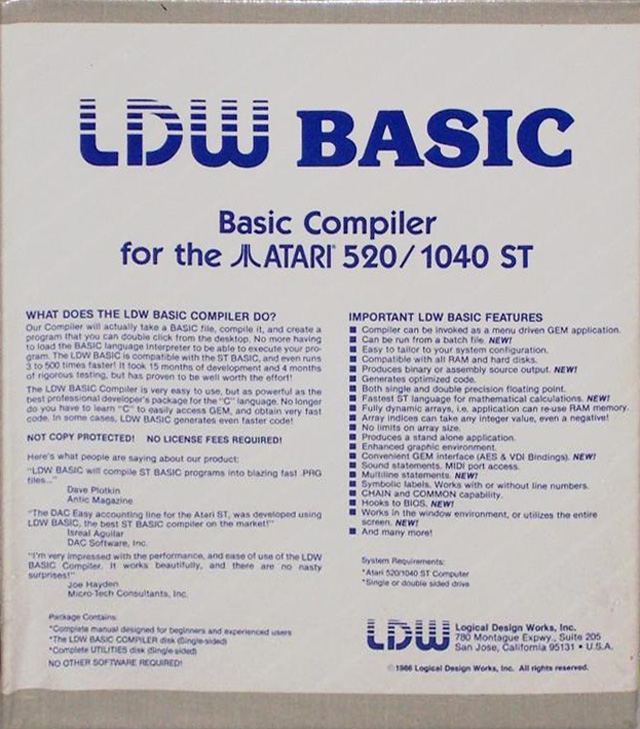 LDW BASIC
Basic Compiler
for the ATARI® 520/1040 ST
WHAT DOES THE LDW BASIC COMPILER DO?
Our Compiler will actually take a BASIC file, compile it, and create a
program that you can double click from the desktop. No more having
to load the BASIC language Interpreter to be able to execute your pro-
gram. The LDW BASIC is compatible with the ST BASIC, and even runs
3 to 500 times faster! It took 15 months of development and 4 months
of rigorous testing, but has proven to be well worth the effort!
The LDW BASIC Compiler is very easy to use, but as powerful as the
best professional developer's package for the "C" language. No longer
do you have to learn "C" to easily access GEM, and obtain very fast
code. In some cases, LDW BASIC generates even faster code!
NOT COPY PROTECTED! NO LICENSE FEES REQUIRED!
Here's what people are saying about our product:
"LDW BASIC will compile ST BASIC programs into blazing fast .PRG
files..."
Dave Plotkin
Antic Magazine
"The DAC Easy accounting line for the Atari ST, was developed using
LDW BASIC, the best ST BASIC compiler on the market!"
Isreal Aguilar
DAC Software, Inc.
"I'm very impressed with the performance, and ease of use of the LDW
BASIC Compiler. It works beautifully, and there are no nasty
surprises!"
Joe Hayden
Micro-Tech Consultants, Inc.
Package Contains:
*Complete manual designed for beginners and experienced users
*The LDW BASIC COMPILER disk (Single-sided)
*Complete UTILITIES disk (Single-sided)
NO OTHER SOFTWARE REQUIRED!
IMPORTANT LDW BASIC FEATURES
■ Compiler can be invoked as a menu driven GEM application.
■ Can be run from a batch file. NEW!
■ Easy to tailor to your system configuration.
■ Compatible with all RAM and hard disks.
■ Produces binary or assembly source output. NEW!
■ Generates optimized code.
■ Both single and double precision floating point.
■ Fastest ST language for mathematical calculations. NEW!
■ Fully dynamic arrays, i.e. application can re-use RAM memory.
■ Array indices can take any integer value, even a negative!
■ No limits on array size.
■ Produces a stand alone application.
■ Enhanced graphic environment.
■ Convenient GEM interface (AES & VDI Bindings). NEW!
■ Sound statements. MIDI port access.
■ Multiline statements. NEW!
■ Symbolic labels. Works with or without line numbers.
■ CHAIN and COMMON capability.
■ Hooks to BIOS. NEW!
■ Works in the window environment, or utilizes the entire
screen. NEW!
■ And many more!
System Requirements:
*Atari 520/1040 ST Computer
*Single or double sided drive
LDW
Logical Design Works, Inc.
780 Montague Expwy., Suite 205
San Jose, California 95131 • U.S.A.
©1986 Logical Design Works, Inc. All rights reserved.